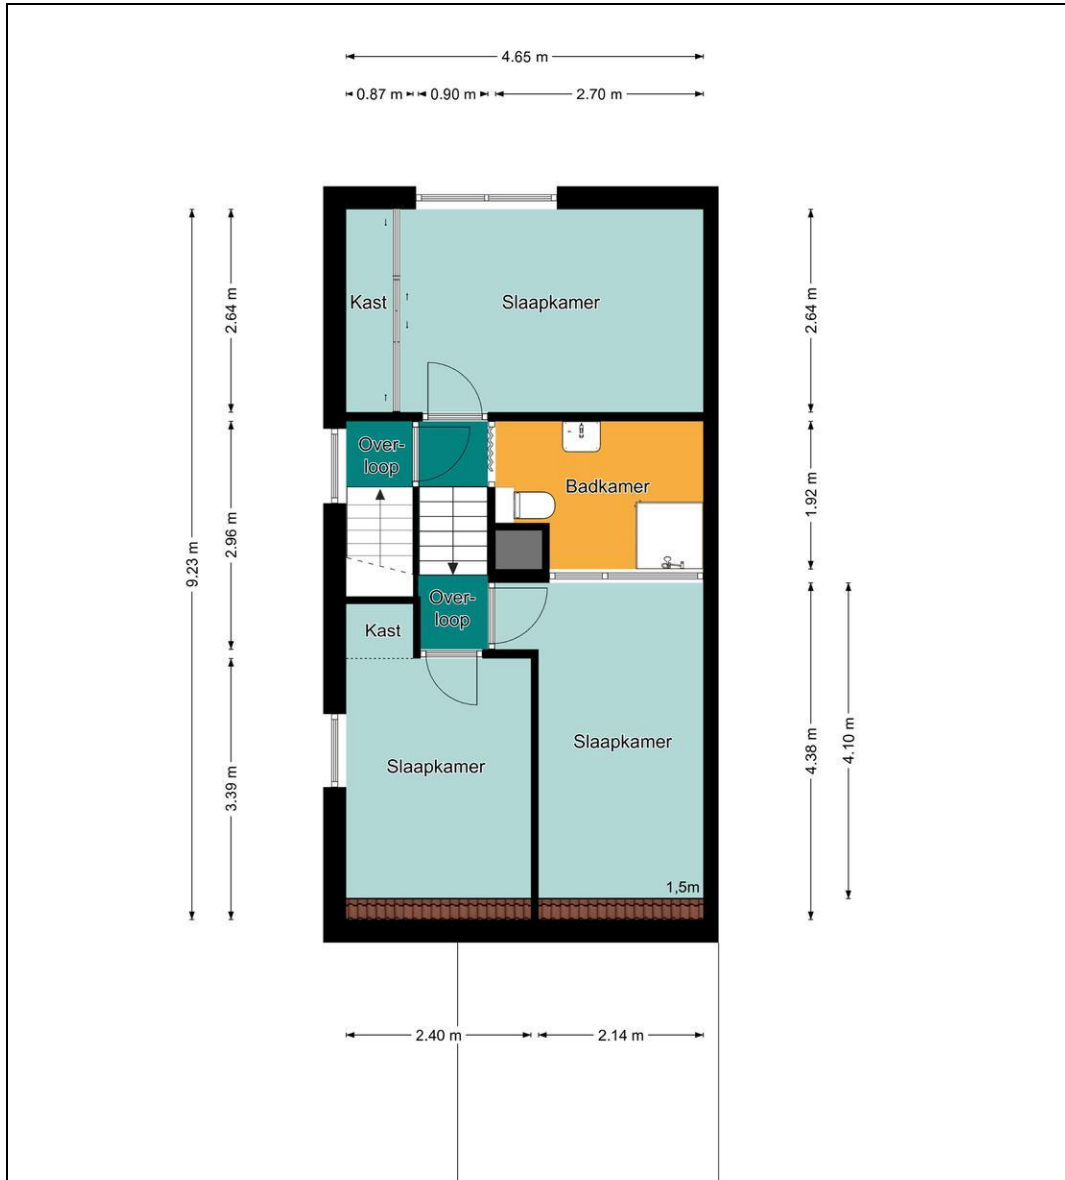 4.65 m
0.87 m
0.90 m
2.70 m
2.64 m
2.64 m
Kast
Slaapkamer
Over-
loop
Badkamer
1.92 m
2.96 m
9.23 m
Over-
loop
Kast
Slaapkamer
Slaapkamer
4.38 m
4.10 m
3.39 m
1,5m
2.40 m
2.14 m